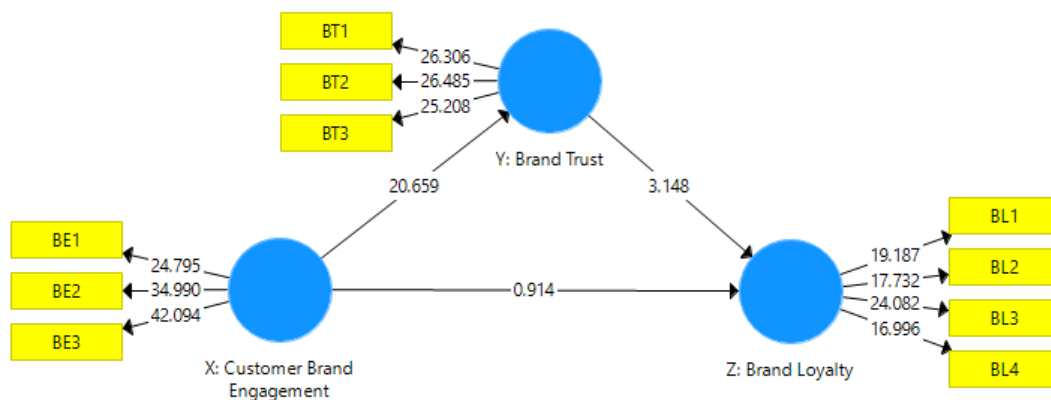 BT1
BT2
BT3
26.306
26.485
25.208
Y: Brand Trust
20.659
3.148
BE1
BE2
BE3
24.795
34.990
42.094
0.914
X: Customer Brand
Engagement
Z: Brand Loyalty
19.187
17.732
24.082
16.996
BL1
BL2
BL3
BL4